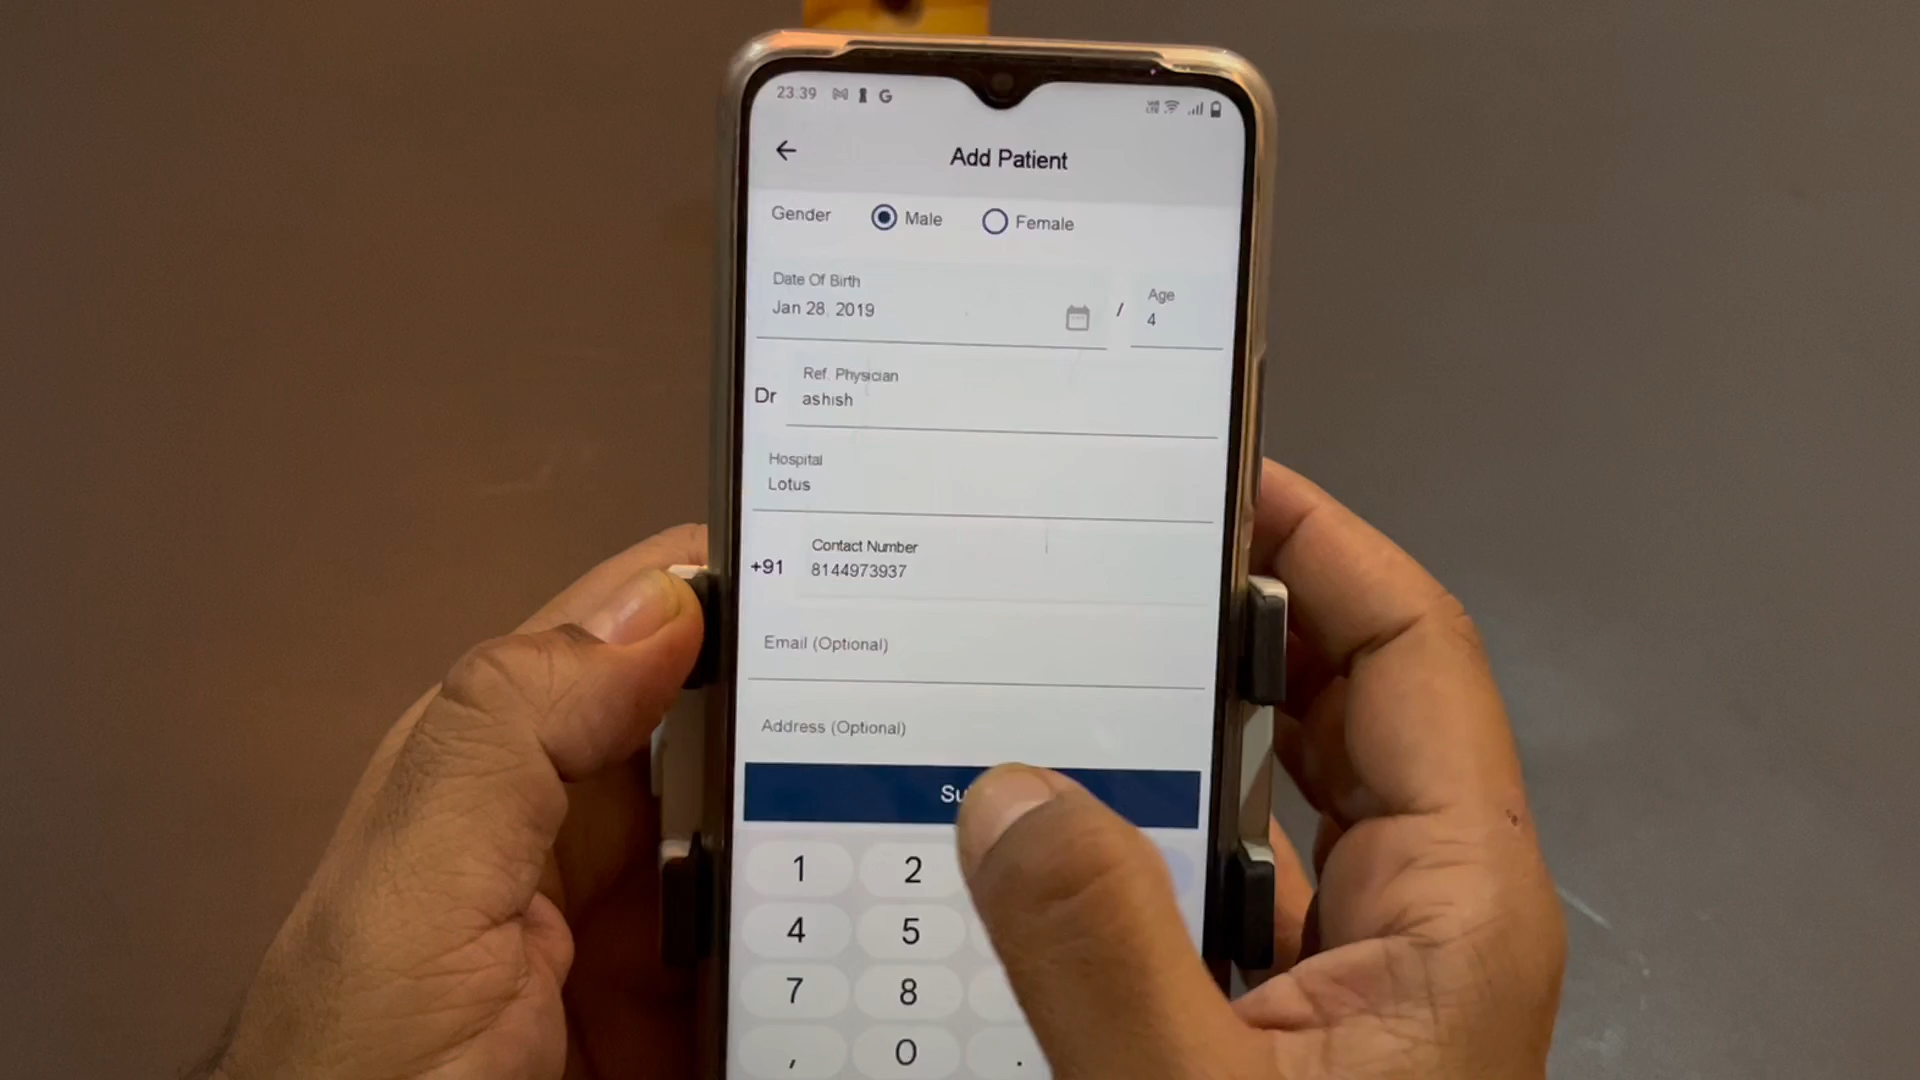 23:39 G
Add Patient
Gender Male Female
Date Of Birth
Jan 28, 2019
/
Age
4
Ref. Physician
Dr ashish
Hospital
Lotus
Contact Number
+91 8144973937
Email (Optional)
Address (Optional)
1 2
4 5
7 8
, 0 .